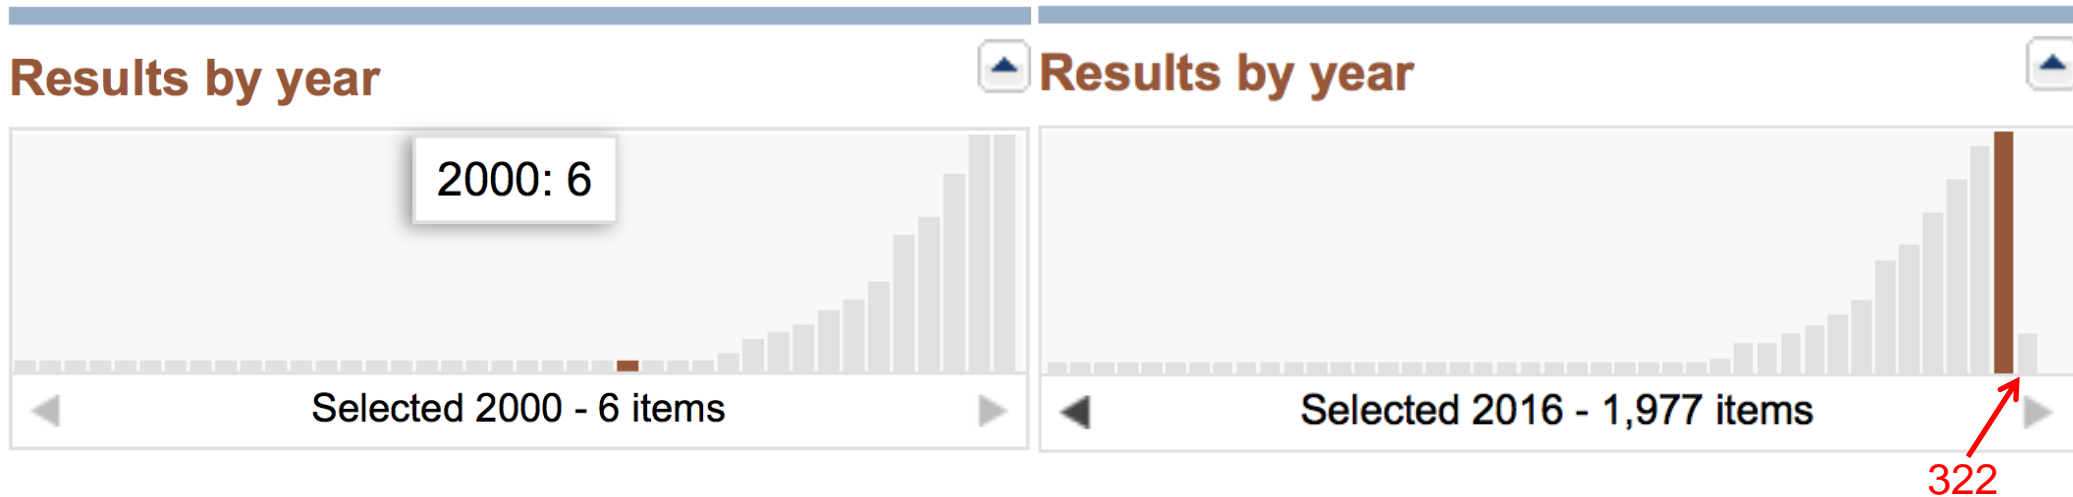 Results by year
2000: 6
Selected 2000 - 6 items
Results by year
Selected 2016 - 1,977 items
322